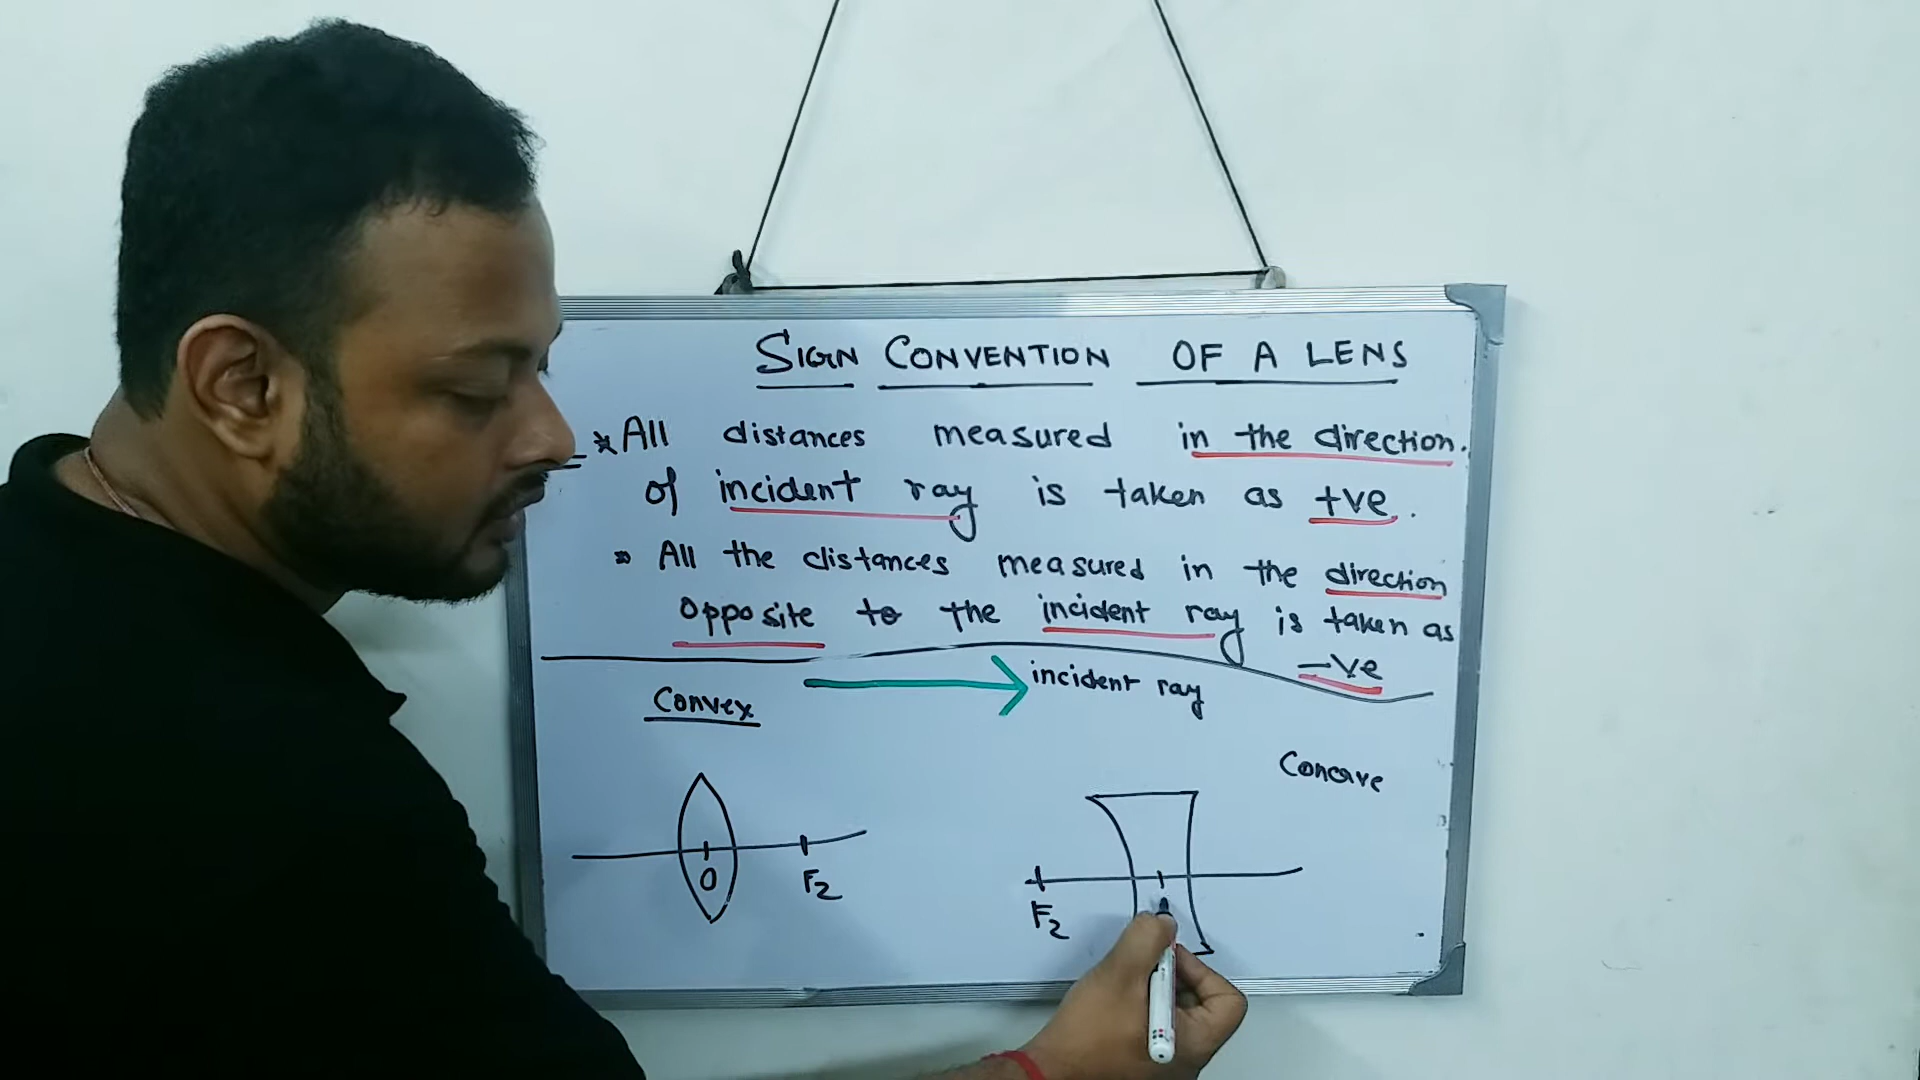 SIGN CONVENTION OF A LENS
* All distances measured in the direction.
of incident ray is taken as +ve.
* All the distances measured in the direction
opposite to the incident ray is taken as
-ve
incident ray
Convex
Concave
O
F2
F2